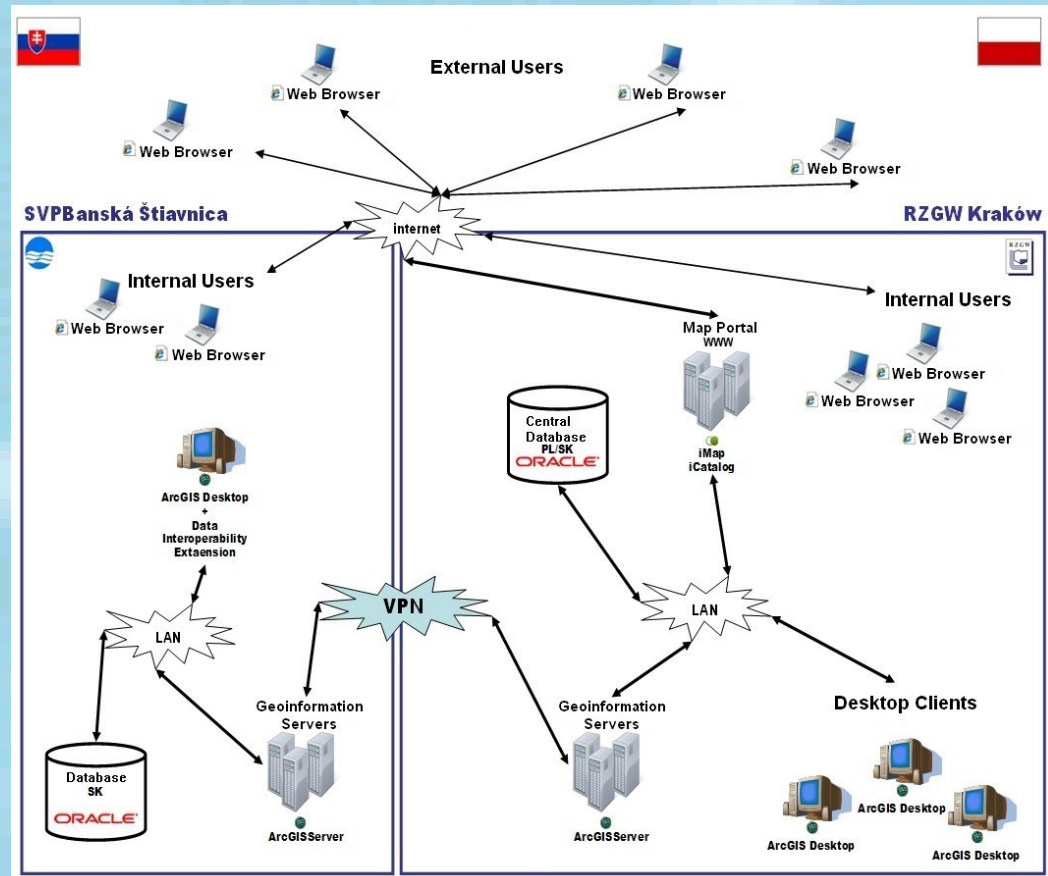 External Users
Web Browser
Web Browser
Web Browser
Web Browser
SVPBanská Štiavnica
RZGW Kraków
internet
RZGW
Internal Users
Web Browser
Web Browser
Internal Users
Web Browser
Web Browser
Web Browser
Map Portal
WWW
iMap
iCatalog
Central
Database
PL/SK
ORACLE
ArcGIS Desktop
+
Data
Interoperability
Extaension
LAN
VPN
LAN
Geoinformation
Servers
ArcGISServer
Geoinformation
Servers
ArcGISServer
Desktop Clients
ArcGIS Desktop
ArcGIS Desktop
ArcGIS Desktop
Database
SK
ORACLE